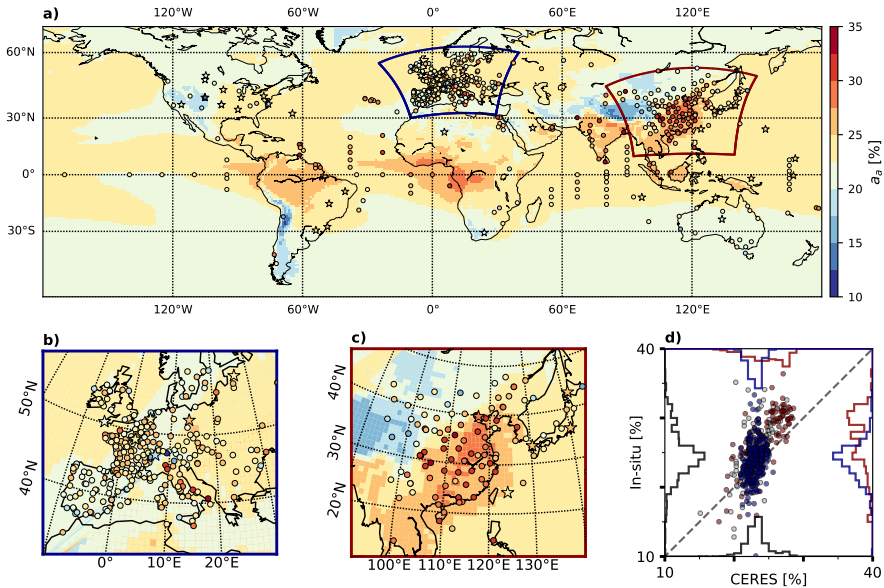 a)
120°W 60°W 0° 60°E 120°E
60°N
30°N
0°
30°S
120°W 60°W 0° 60°E 120°E
35
30
25
20
15
10
a_a [%]
b)
50°N
40°N
0° 10°E 20°E
c)
40°N
30°N
20°N
100°E 110°E 120°E 130°E
d)
40
In-situ [%]
10
10 40
CERES [%]